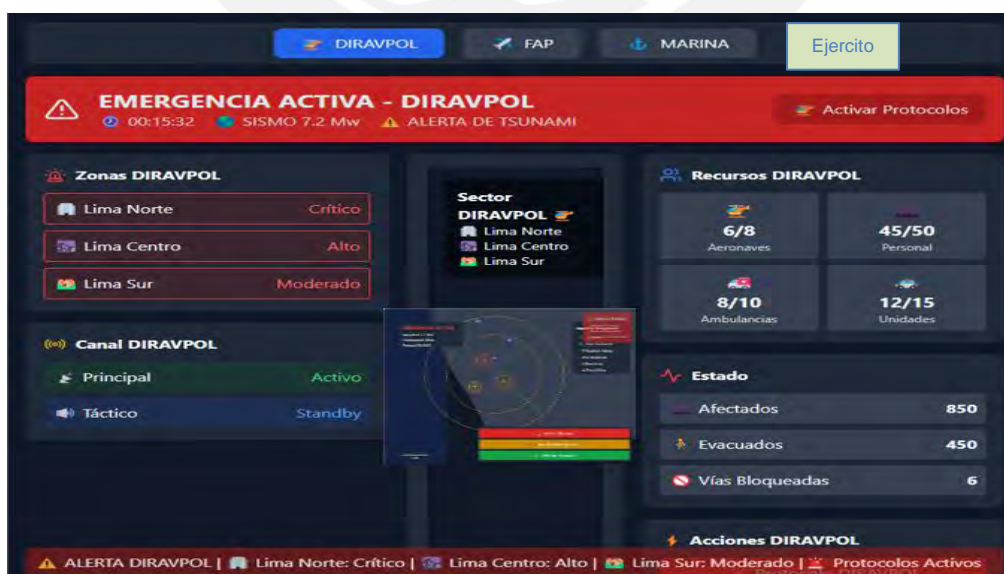 DIRAVPOL
FAP
MARINA
Ejercito
EMERGENCIA ACTIVA - DIRAVPOL
00:15:32 SISMO 7.2 Mw ALERTA DE TSUNAMI
Activar Protocolos
Zonas DIRAVPOL
Lima Norte Crítico
Lima Centro Alto
Lima Sur Moderado
Canal DIRAVPOL
Principal Activo
Táctico Standby
Sector
DIRAVPOL
Lima Norte
Lima Centro
Lima Sur
Recursos DIRAVPOL
6/8
Aeronaves
45/50
Personal
8/10
Ambulancias
12/15
Unidades
Estado
Afectados 850
Evacuados 450
Vías Bloqueadas 6
Acciones DIRAVPOL
ALERTA DIRAVPOL | Lima Norte: Crítico | Lima Centro: Alto | Lima Sur: Moderado | Protocolos Activos